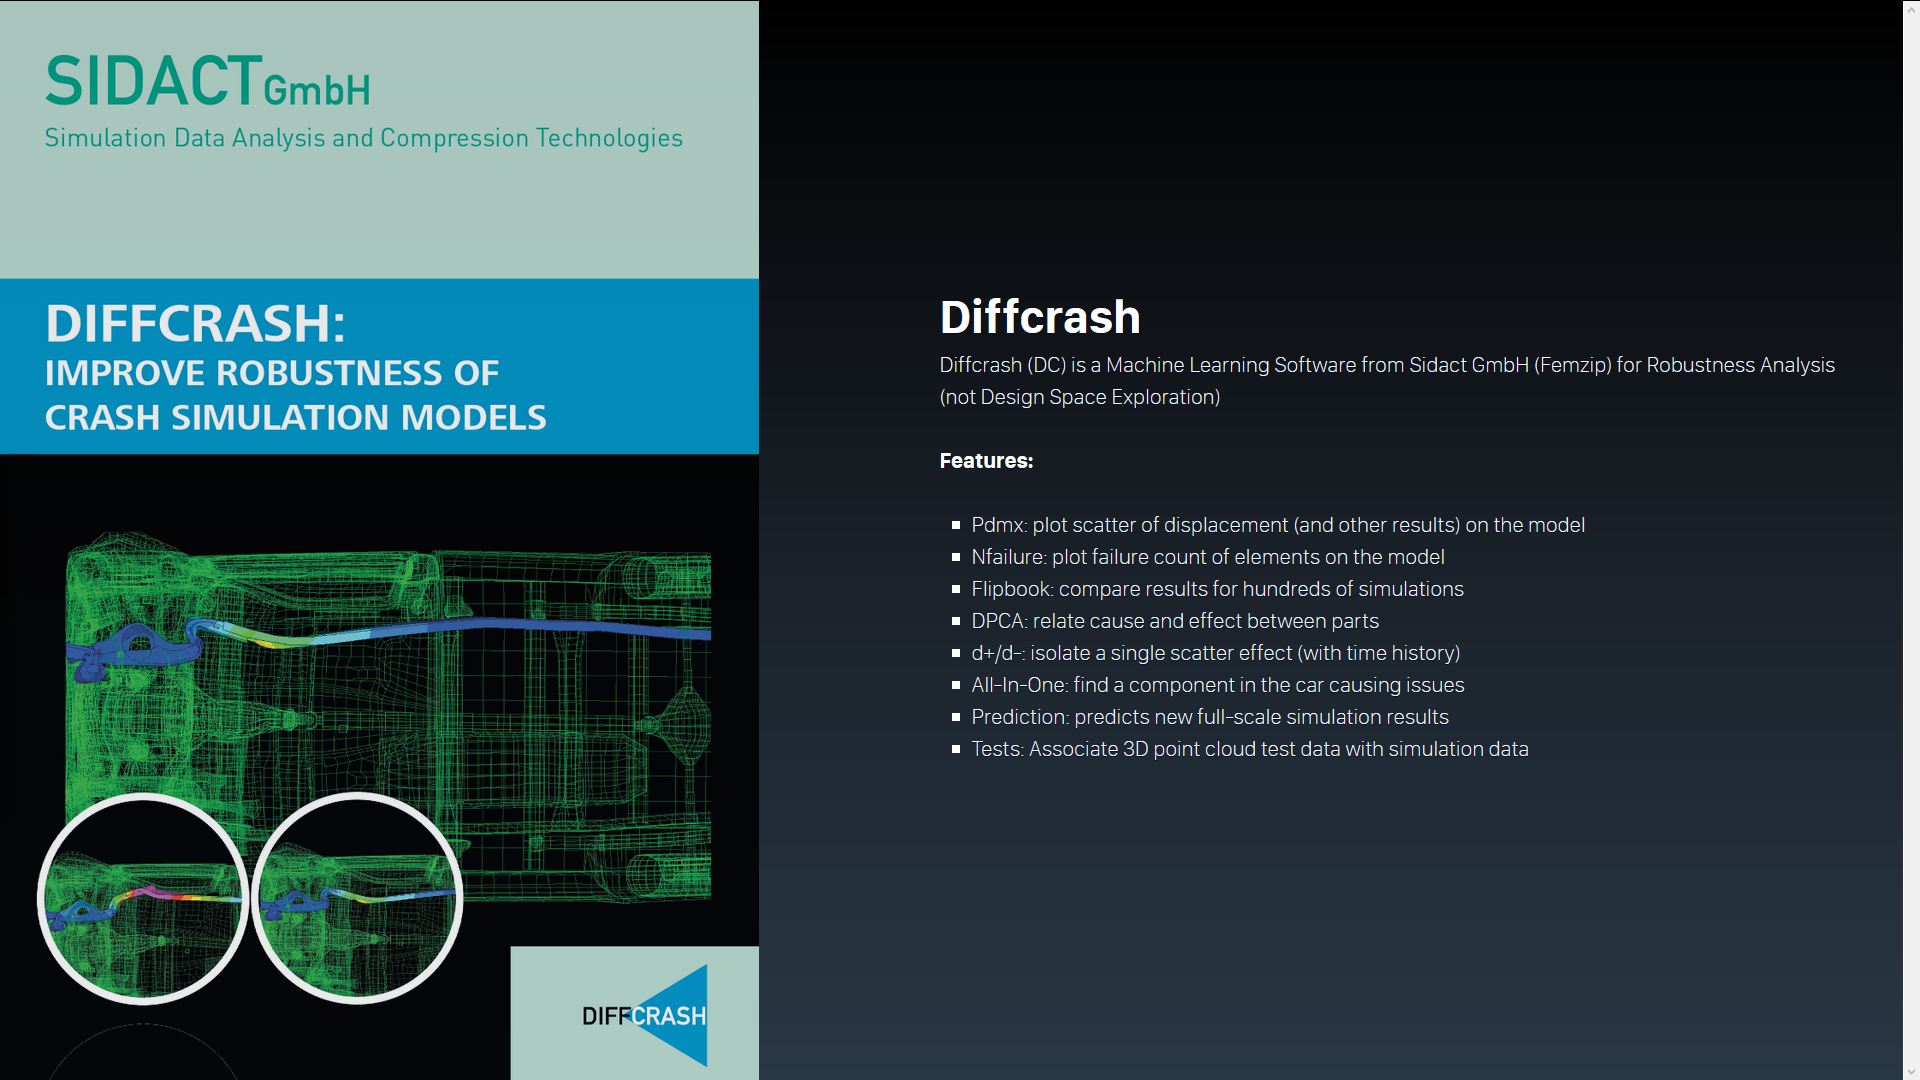 SIDACT GmbH
Simulation Data Analysis and Compression Technologies
DIFFCRASH:
IMPROVE ROBUSTNESS OF
CRASH SIMULATION MODELS
DIFFCRASH
Diffcrash
Diffcrash (DC) is a Machine Learning Software from Sidact GmbH (Femzip) for Robustness Analysis
(not Design Space Exploration)
Features:
Pdmx: plot scatter of displacement (and other results) on the model
Nfailure: plot failure count of elements on the model
Flipbook: compare results for hundreds of simulations
DPCA: relate cause and effect between parts
d+/d-: isolate a single scatter effect (with time history)
All-In-One: find a component in the car causing issues
Prediction: predicts new full-scale simulation results
Tests: Associate 3D point cloud test data with simulation data